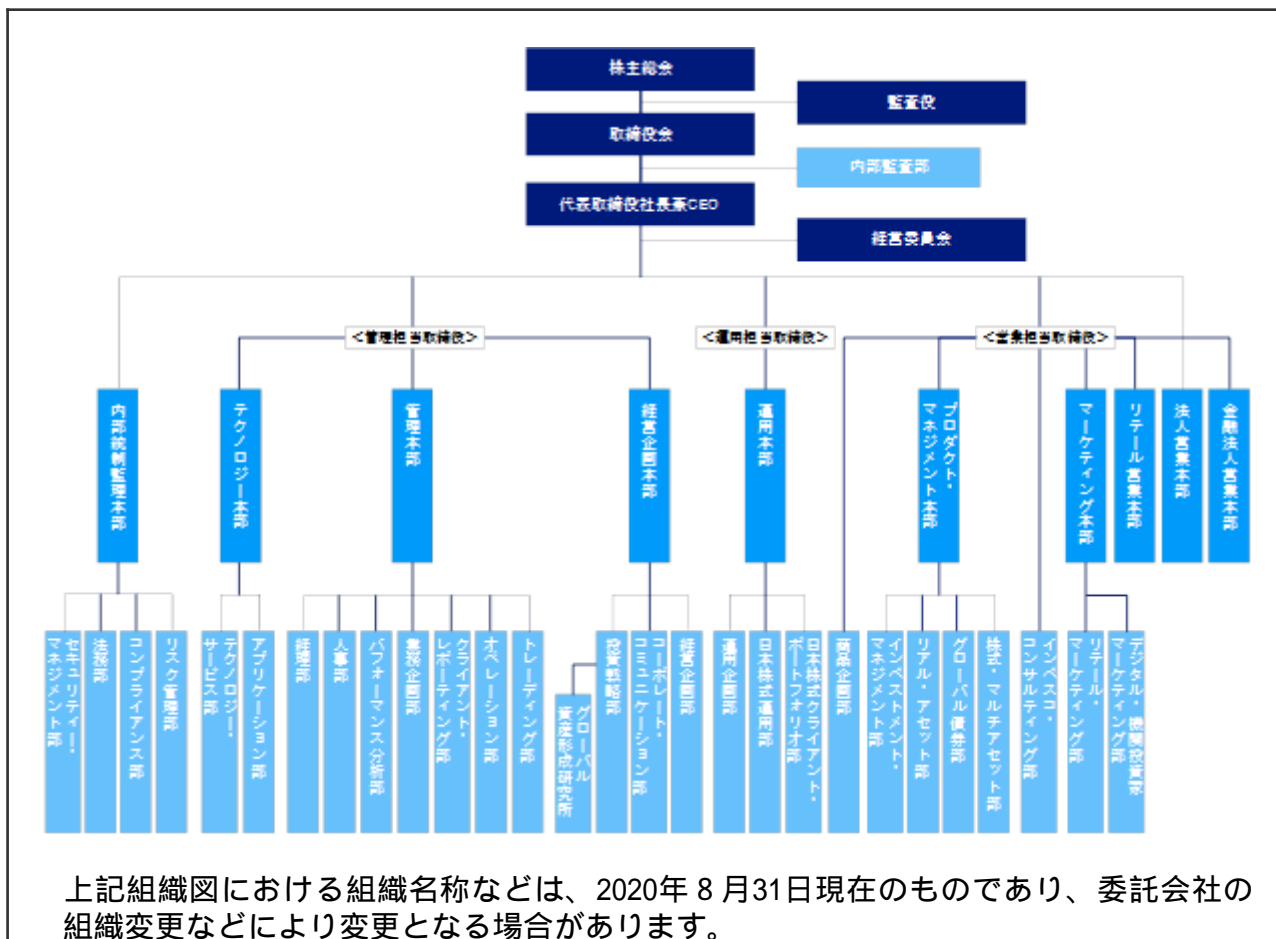 株主総会
監査役
取締役会
内部監査部
代表取締役社長兼CEO
経営委員会
＜管理担当取締役＞
＜運用担当取締役＞
＜営業担当取締役＞
内部統制監理本部
テクノロジー本部
管理本部
経営企画本部
運用本部
プロダクト・
マネジメント本部
マーケティング本部
リテール営業本部
法人営業本部
金融法人営業本部
セキュリティー・
マネジメント部
法務部
コンプライアンス部
リスク管理部
テクノロジー・
サービス部
アプリケーション部
経理部
人事部
パフォーマンス分析部
業務企画部
クライアント・
レポーティング部
オペレーション部
トレーディング部
グローバル
資産形成研究所
投資戦略部
コーポレート・
コミュニケーション部
経営企画部
運用企画部
日本株式運用部
日本株式クライアント・
ポートフォリオ部
商品企画部
インベストメント・
マネジメント部
リアル・アセット部
グローバル債券部
株式・マルチアセット部
インベスコ・
コンサルティング部
リテール・
マーケティング部
デジタル・機関投資家
マーケティング部
上記組織図における組織名称などは、2020年８月31日現在のものであり、委託会社の
組織変更などにより変更となる場合があります。